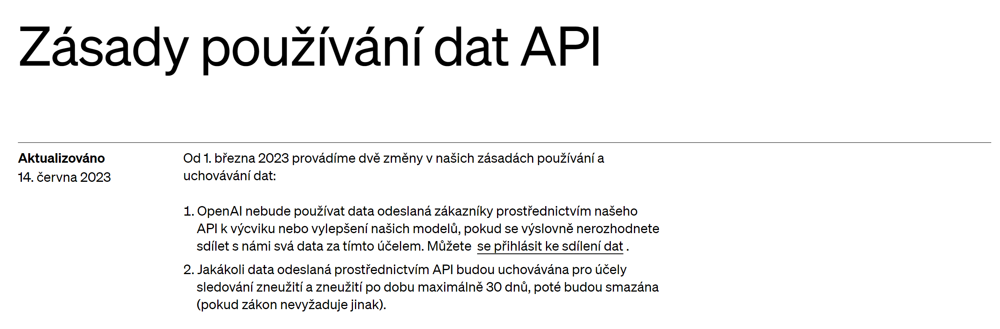 Zásady používání dat API
Aktualizováno
14. června 2023
Od 1. března 2023 provádíme dvě změny v našich zásadách používání a
uchovávání dat:
1. OpenAI nebude používat data odeslaná zákazníky prostřednictvím našeho
API k výcviku nebo vylepšení našich modelů, pokud se výslovně nerozhodnete
sdílet s námi svá data za tímto účelem. Můžete se přihlásit ke sdílení dat .
2. Jakákoli data odeslaná prostřednictvím API budou uchovávána pro účely
sledování zneužití a zneužití po dobu maximálně 30 dnů, poté budou smazána
(pokud zákon nevyžaduje jinak).